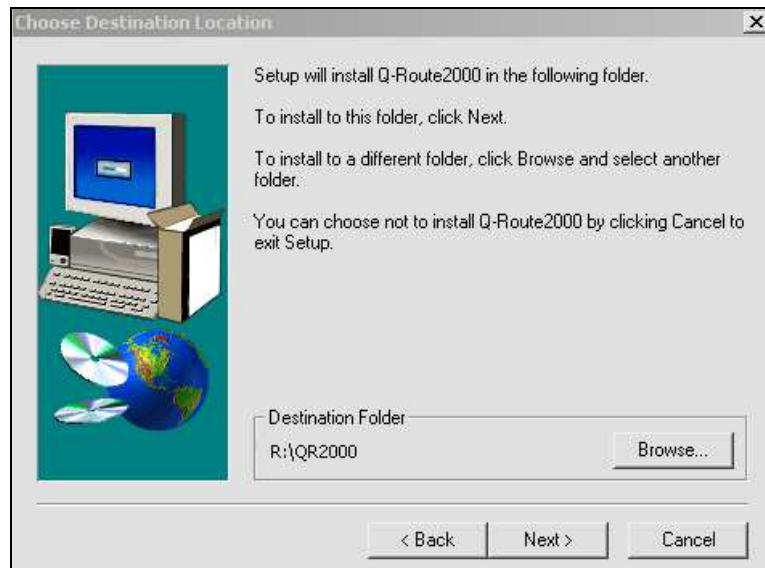 Choose Destination Location
Setup will install Q-Route2000 in the following folder.
To install to this folder, click Next.
To install to a different folder, click Browse and select another
folder.
You can choose not to install Q-Route2000 by clicking Cancel to
exit Setup.
Destination Folder
R:\QR2000
Browse...
< Back
Next >
Cancel